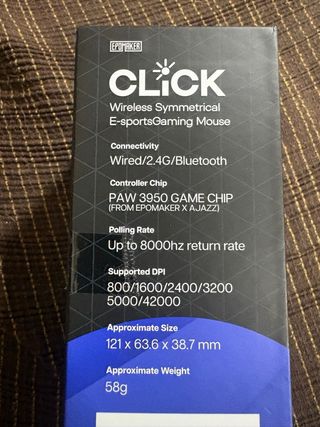 EPOMAKER
CLiCK
Wireless Symmetrical
E-sportsGaming Mouse
Connectivity
Wired/2.4G/Bluetooth
Controller Chip
PAW 3950 GAME CHIP
(FROM EPOMAKER X AJAZZ)
Polling Rate
Up to 8000hz return rate
Supported DPI
800/1600/2400/3200
5000/42000
Approximate Size
121 x 63.6 x 38.7 mm
Approximate Weight
58g